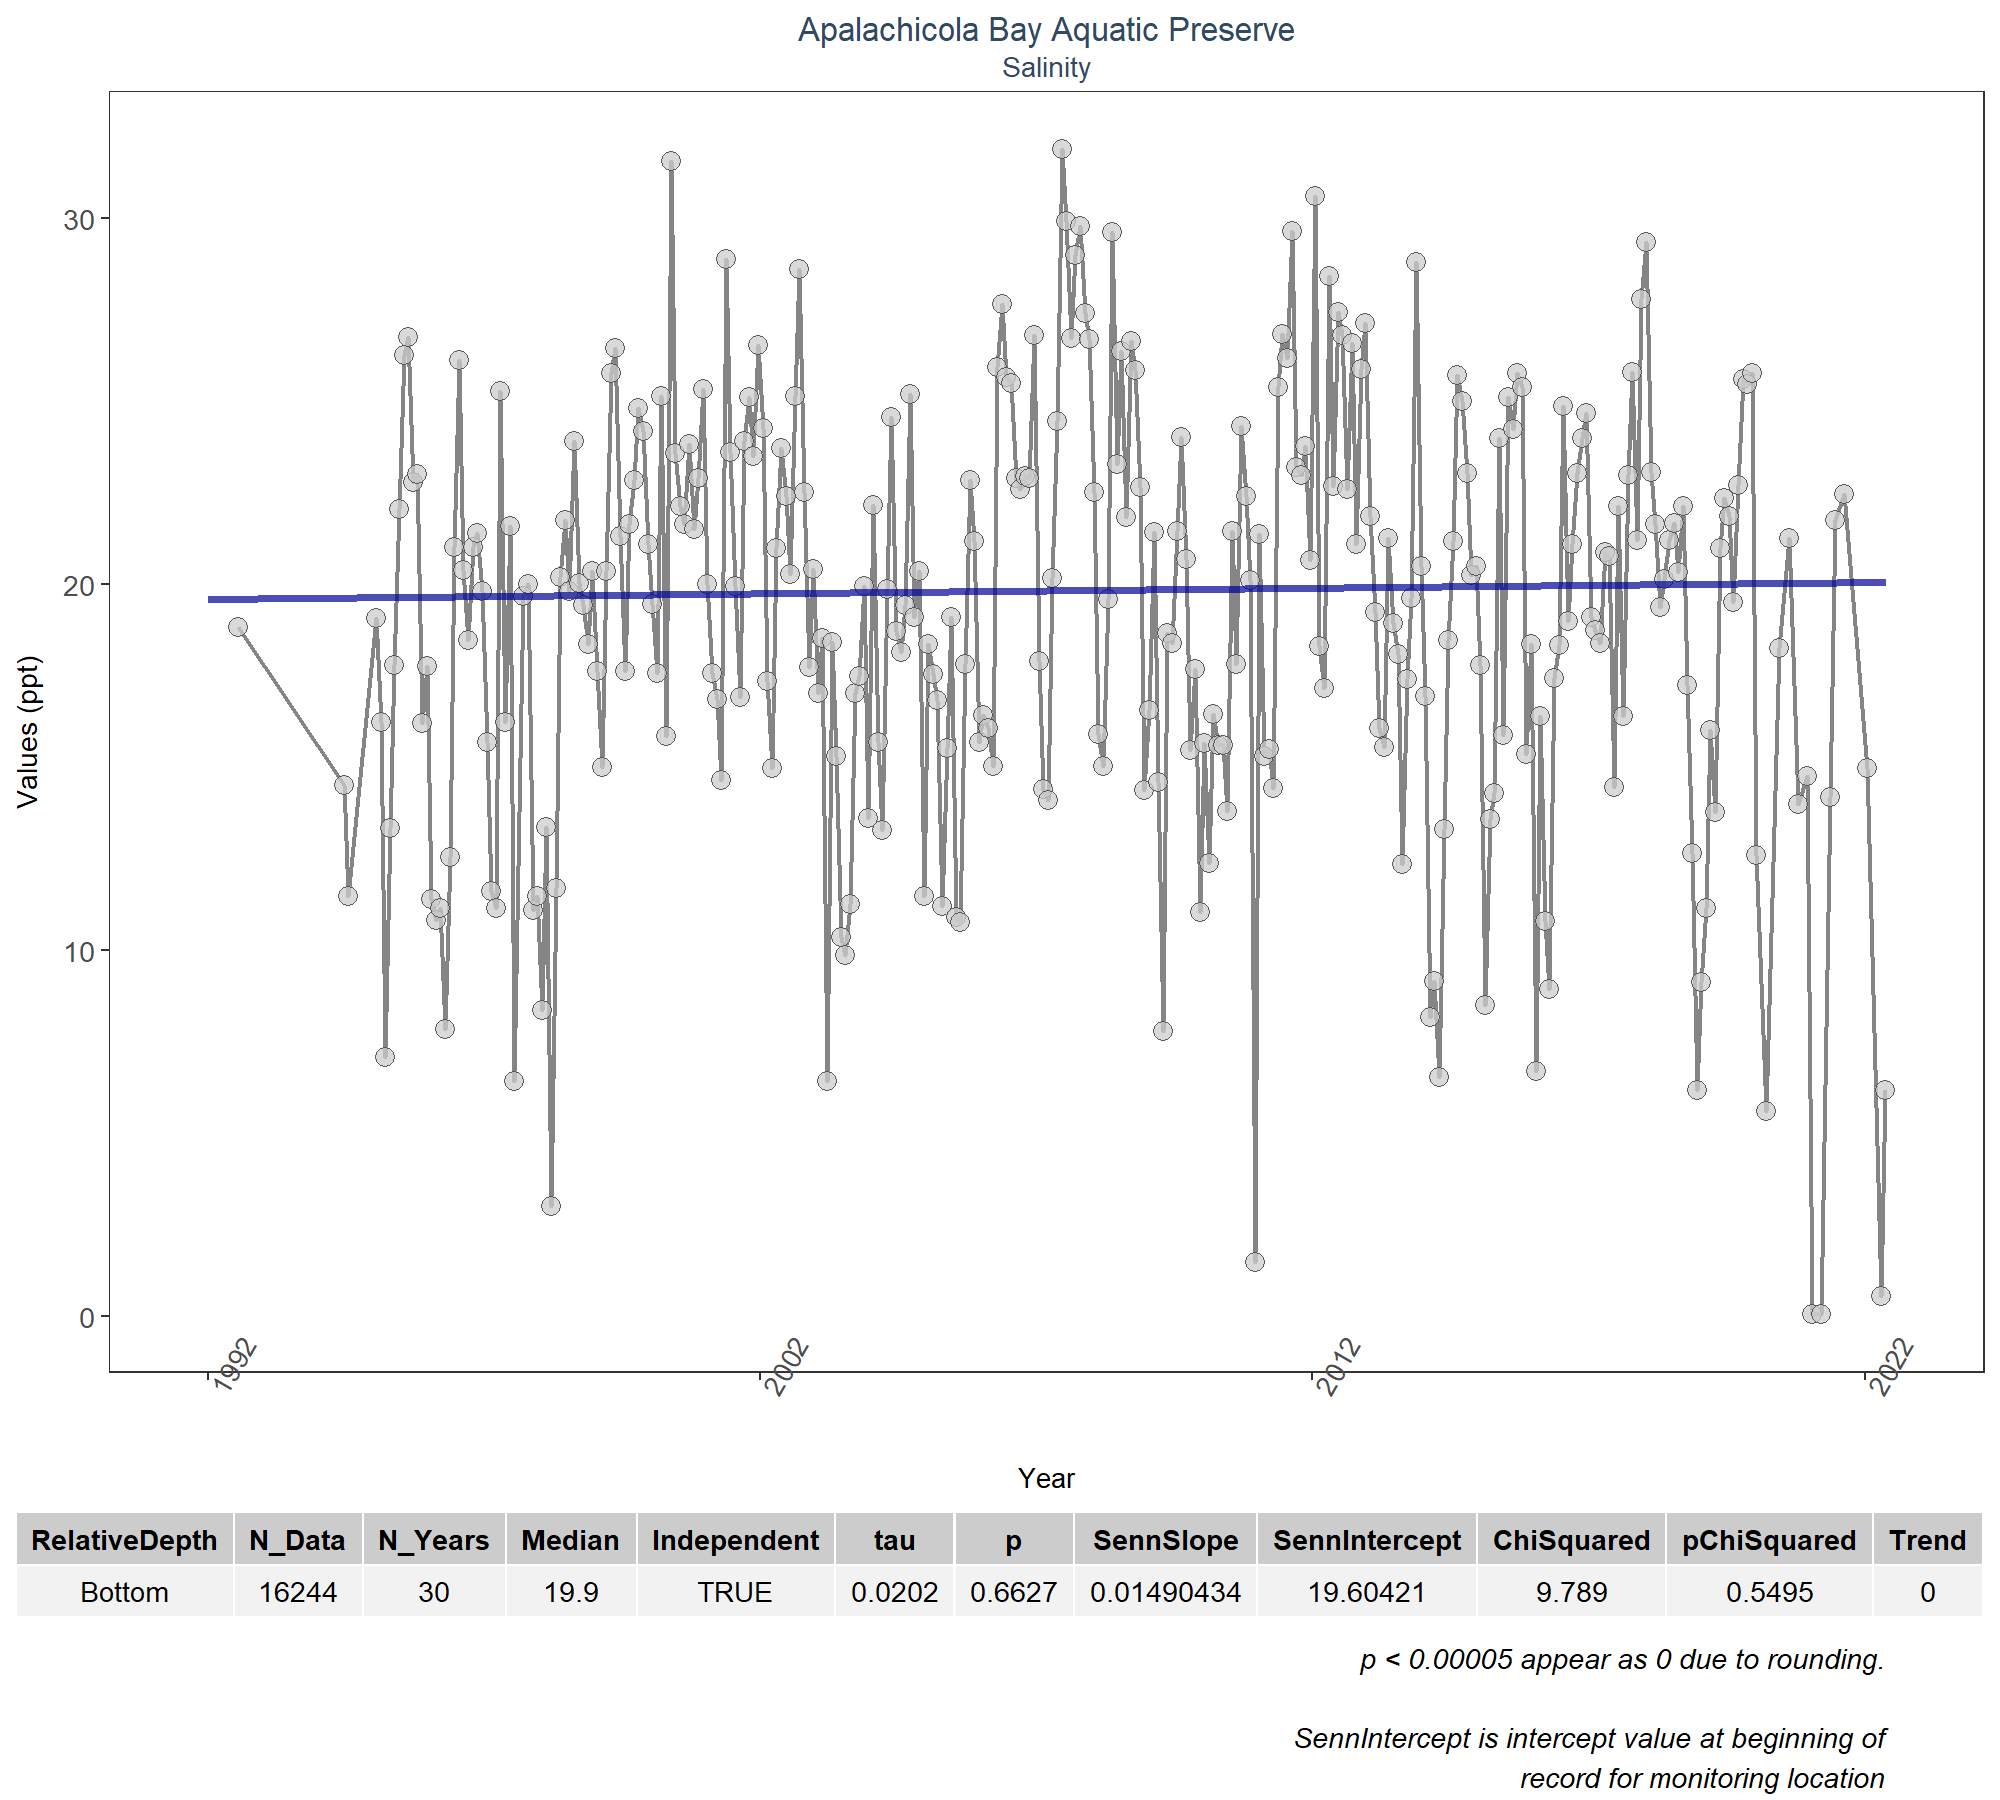 Apalachicola Bay Aquatic Preserve
Salinity
Values (ppt)
30
20
10
0
1992
2002
2012
2022
Year
RelativeDepth N_Data N_Years Median Independent tau p SennSlope SennIntercept ChiSquared pChiSquared Trend
Bottom 16244 30 19.9 TRUE 0.0202 0.6627 0.01490434 19.60421 9.789 0.5495 0
p < 0.00005 appear as 0 due to rounding.
SennIntercept is intercept value at beginning of
record for monitoring location